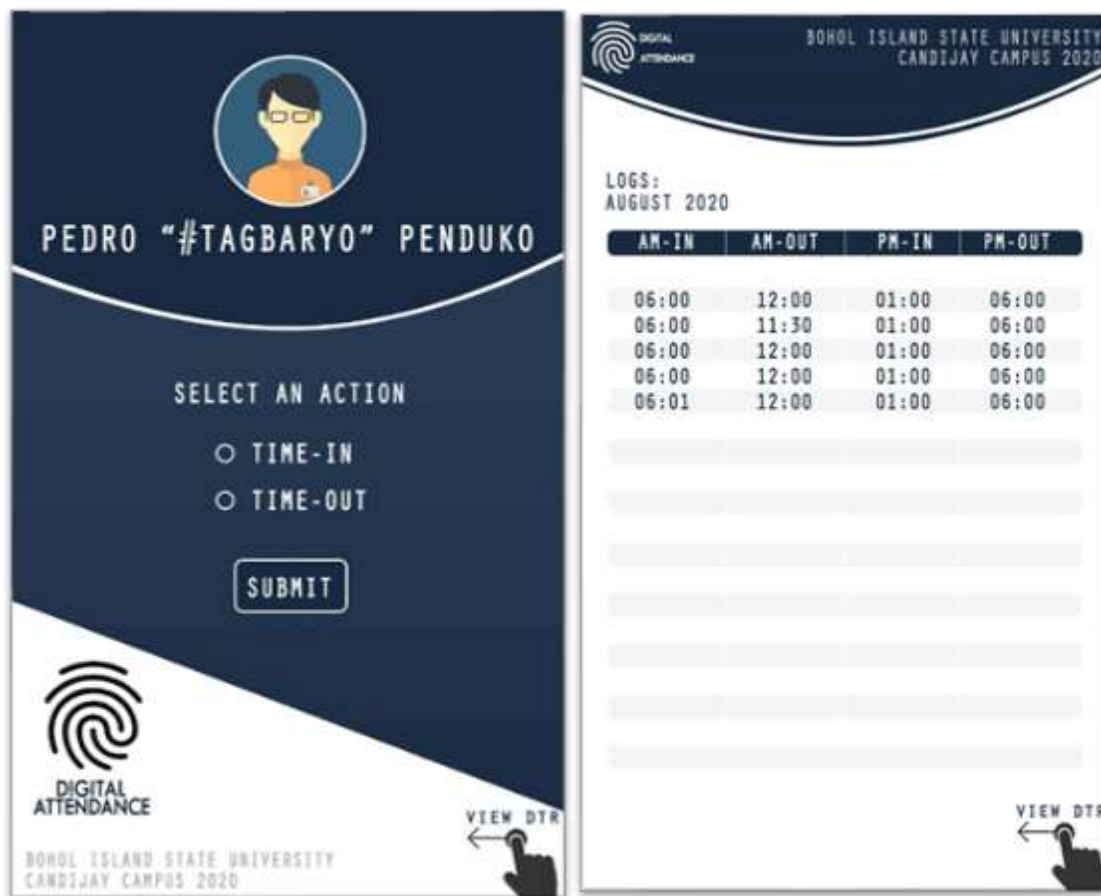 PEDRO “#TAGBARYO” PENDUKO
SELECT AN ACTION
TIME-IN
TIME-OUT
SUBMIT
DIGITAL
ATTENDANCE
VIEW DTR
BOHOL ISLAND STATE UNIVERSITY
CANDIJAY CAMPUS 2020
DIGITAL
ATTENDANCE
BOHOL ISLAND STATE UNIVERSITY
CANDIJAY CAMPUS 2020
LOGS:
AUGUST 2020
AM-IN AM-OUT PM-IN PM-OUT
06:00 12:00 01:00 06:00
06:00 11:30 01:00 06:00
06:00 12:00 01:00 06:00
06:00 12:00 01:00 06:00
06:01 12:00 01:00 06:00
VIEW DTR